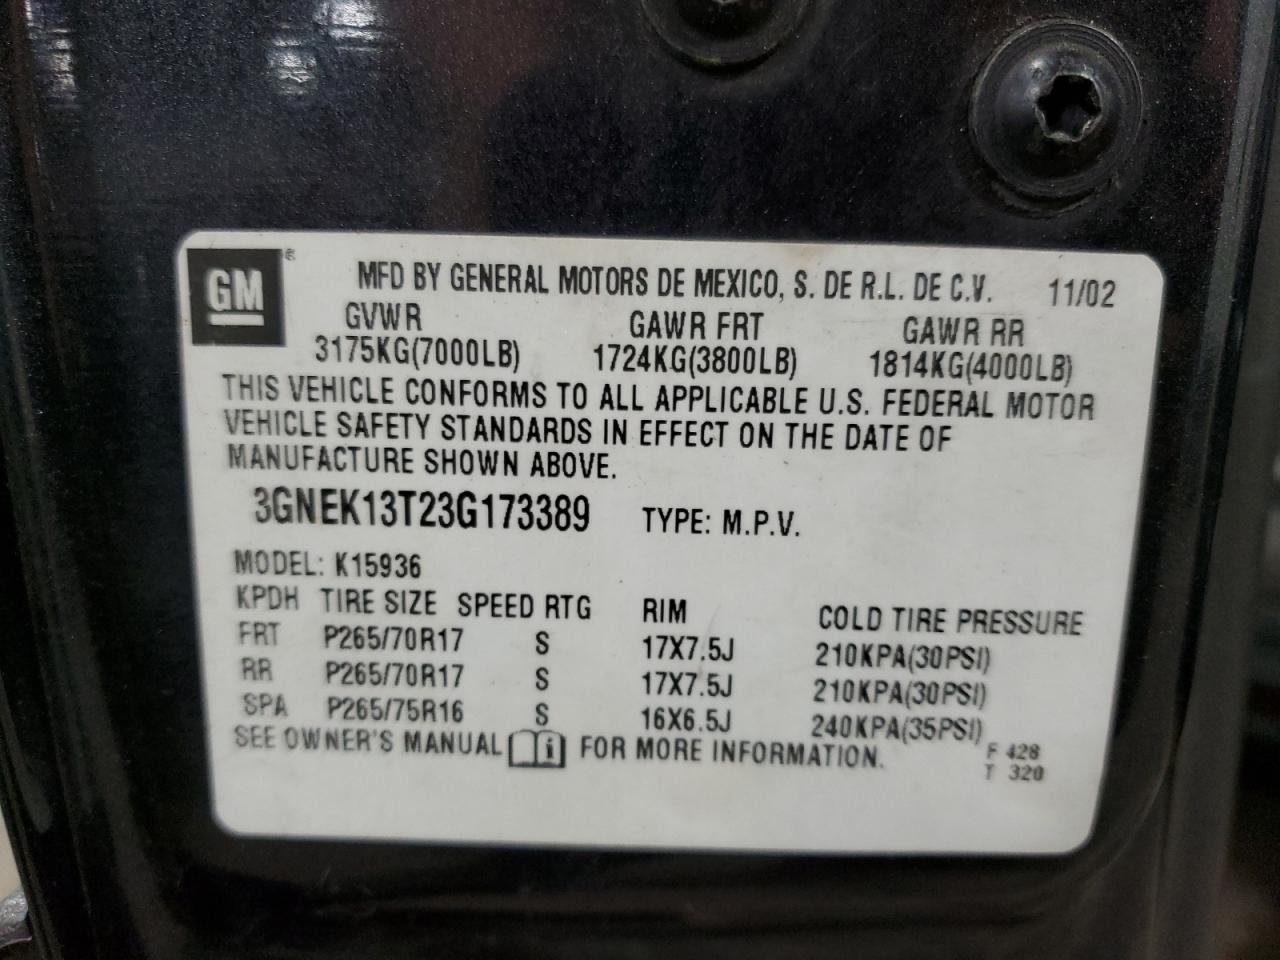 GM ®
MFD BY GENERAL MOTORS DE MEXICO, S. DE R.L. DE C.V. 11/02
GVWR GAWR FRT GAWR RR
3175KG(7000LB) 1724KG(3800LB) 1814KG(4000LB)
THIS VEHICLE CONFORMS TO ALL APPLICABLE U.S. FEDERAL MOTOR
VEHICLE SAFETY STANDARDS IN EFFECT ON THE DATE OF
MANUFACTURE SHOWN ABOVE.
3GNEK13T23G173389 TYPE: M.P.V.
MODEL: K15936
KPDH TIRE SIZE SPEED RTG RIM COLD TIRE PRESSURE
FRT P265/70R17 S 17X7.5J 210KPA(30PSI)
RR P265/70R17 S 17X7.5J 210KPA(30PSI)
SPA P265/75R16 S 16X6.5J 240KPA(35PSI)
SEE OWNER'S MANUAL i FOR MORE INFORMATION.
F 428
T 320